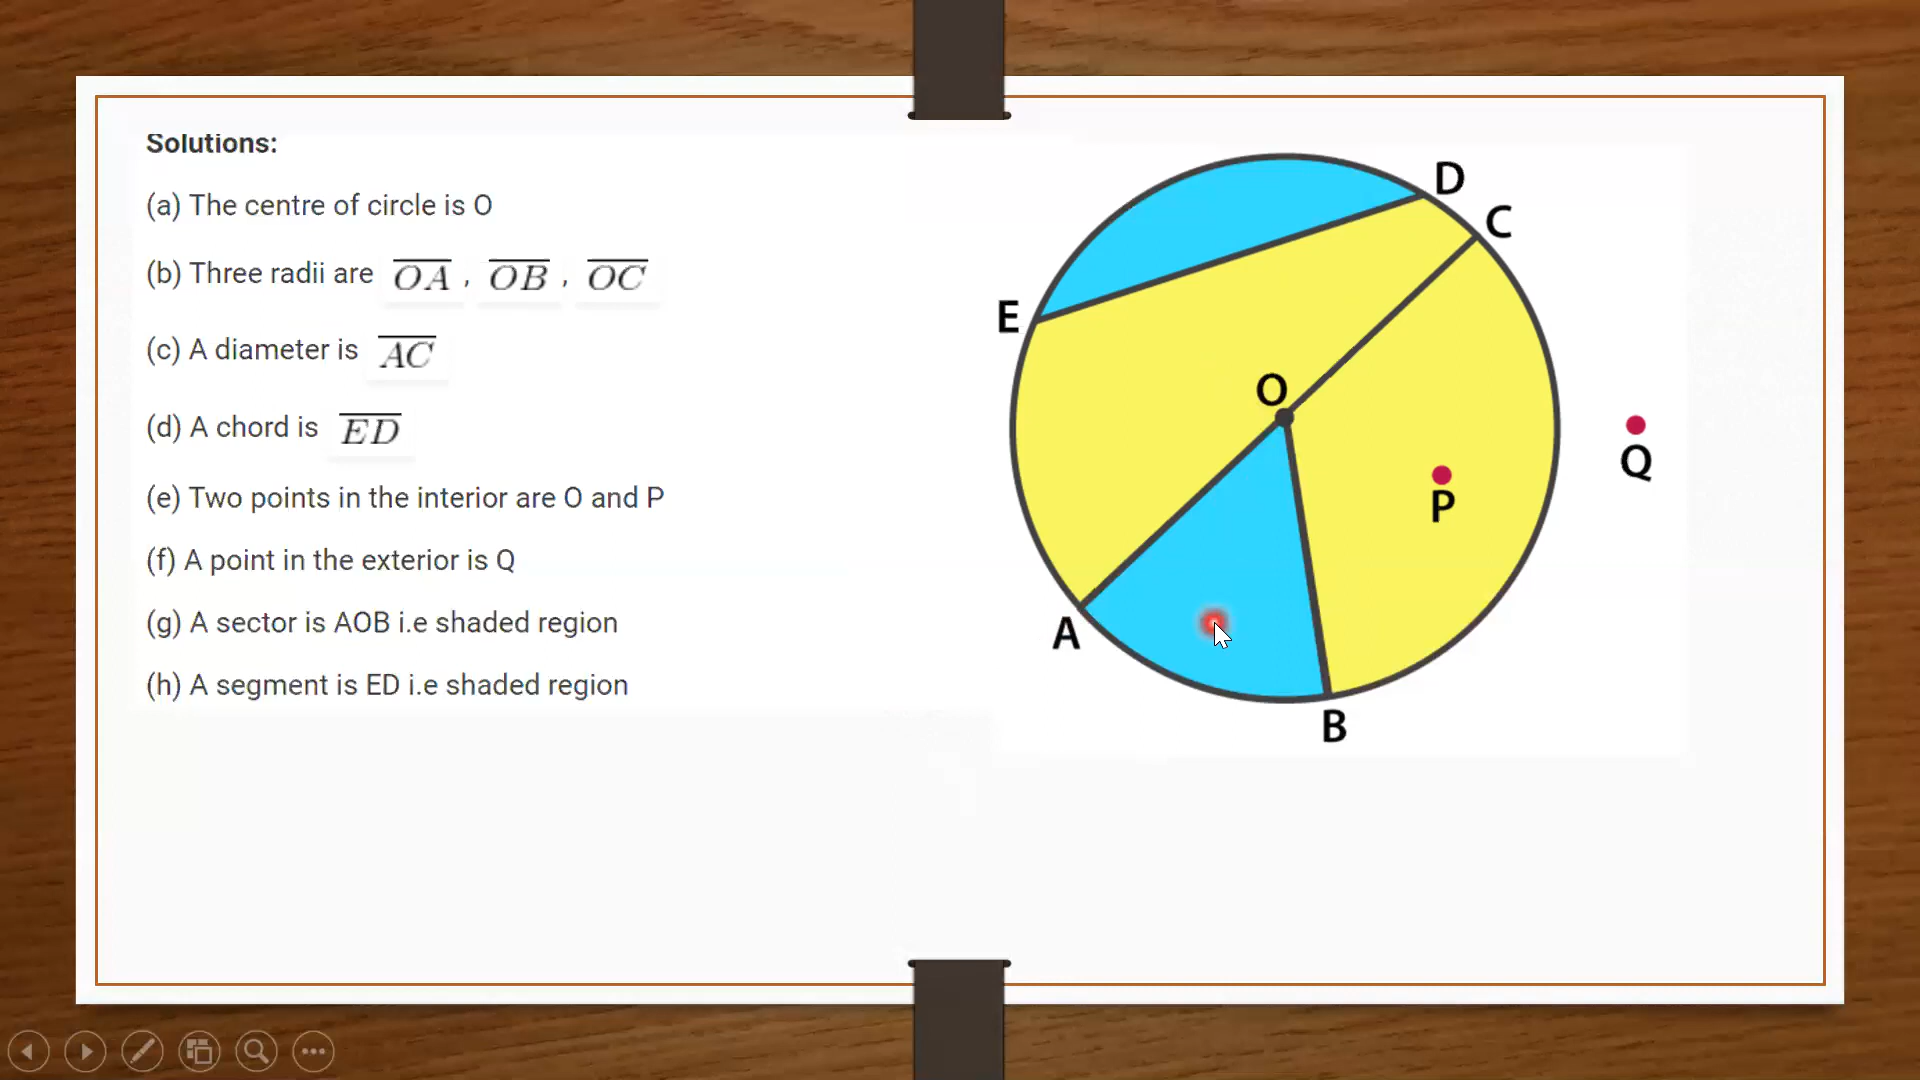 Solutions:
(a) The centre of circle is O
(b) Three radii are OA , OB , OC
(c) A diameter is AC
(d) A chord is ED
(e) Two points in the interior are O and P
(f) A point in the exterior is Q
(g) A sector is AOB i.e shaded region
(h) A segment is ED i.e shaded region
D
C
E
O
Q
P
A
B